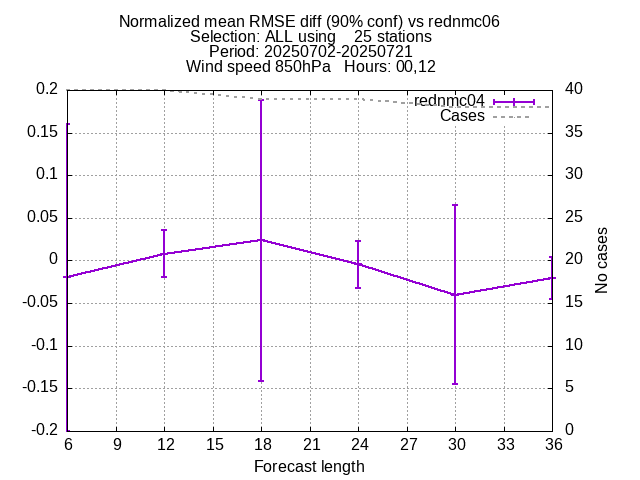 Normalized mean RMSE diff (90% conf) vs rednmc06
Selection: ALL using    25 stations
Period: 20250702-20250721
Wind speed 850hPa   Hours: 00,12
rednmc04
Cases
0.2
0.15
0.1
0.05
0
-0.05
-0.1
-0.15
-0.2
40
35
30
25
20
15
10
5
0
No cases
6 9 12 15 18 21 24 27 30 33 36
Forecast length